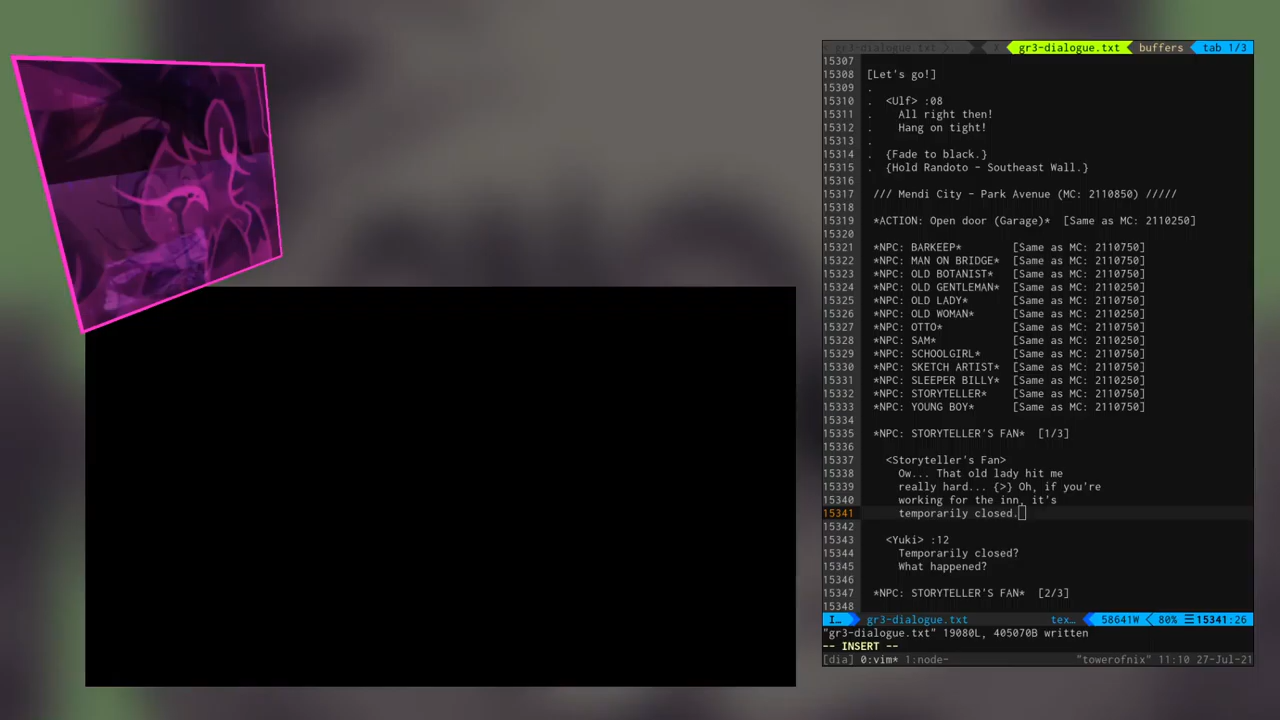 gr3-dialogue.txt  gr3-dialogue.txt  buffers  tab 1/3
15307
15308  [Let's go!]
15309  .
15310  .  <Ulf> :08
15311  .    All right then!
15312  .    Hang on tight!
15313  .
15314  .  {Fade to black.}
15315  .  {Hold Randoto - Southeast Wall.}
15316
15317  /// Mendi City - Park Avenue (MC: 2110850) /////
15318
15319  *ACTION: Open door (Garage)*  [Same as MC: 2110250]
15320
15321  *NPC: BARKEEP*        [Same as MC: 2110750]
15322  *NPC: MAN ON BRIDGE*  [Same as MC: 2110750]
15323  *NPC: OLD BOTANIST*   [Same as MC: 2110750]
15324  *NPC: OLD GENTLEMAN*  [Same as MC: 2110250]
15325  *NPC: OLD LADY*       [Same as MC: 2110750]
15326  *NPC: OLD WOMAN*      [Same as MC: 2110250]
15327  *NPC: OTTO*           [Same as MC: 2110750]
15328  *NPC: SAM*            [Same as MC: 2110250]
15329  *NPC: SCHOOLGIRL*     [Same as MC: 2110750]
15330  *NPC: SKETCH ARTIST*  [Same as MC: 2110750]
15331  *NPC: SLEEPER BILLY*  [Same as MC: 2110250]
15332  *NPC: STORYTELLER*    [Same as MC: 2110750]
15333  *NPC: YOUNG BOY*      [Same as MC: 2110750]
15334
15335  *NPC: STORYTELLER'S FAN*  [1/3]
15336
15337  <Storyteller's Fan>
15338  Ow... That old lady hit me
15339  really hard... {>} Oh, if you're
15340  working for the inn, it's
15341  temporarily closed.
15342
15343  <Yuki> :12
15344  Temporarily closed?
15345  What happened?
15346
15347  *NPC: STORYTELLER'S FAN*  [2/3]
15348
I…  gr3-dialogue.txt  tex…  58641W  80%  ☰15341:26
"gr3-dialogue.txt" 19080L, 405070B written
-- INSERT --
[dia] 0:vim* 1:node-  "towerofnix" 11:10 27-Jul-21